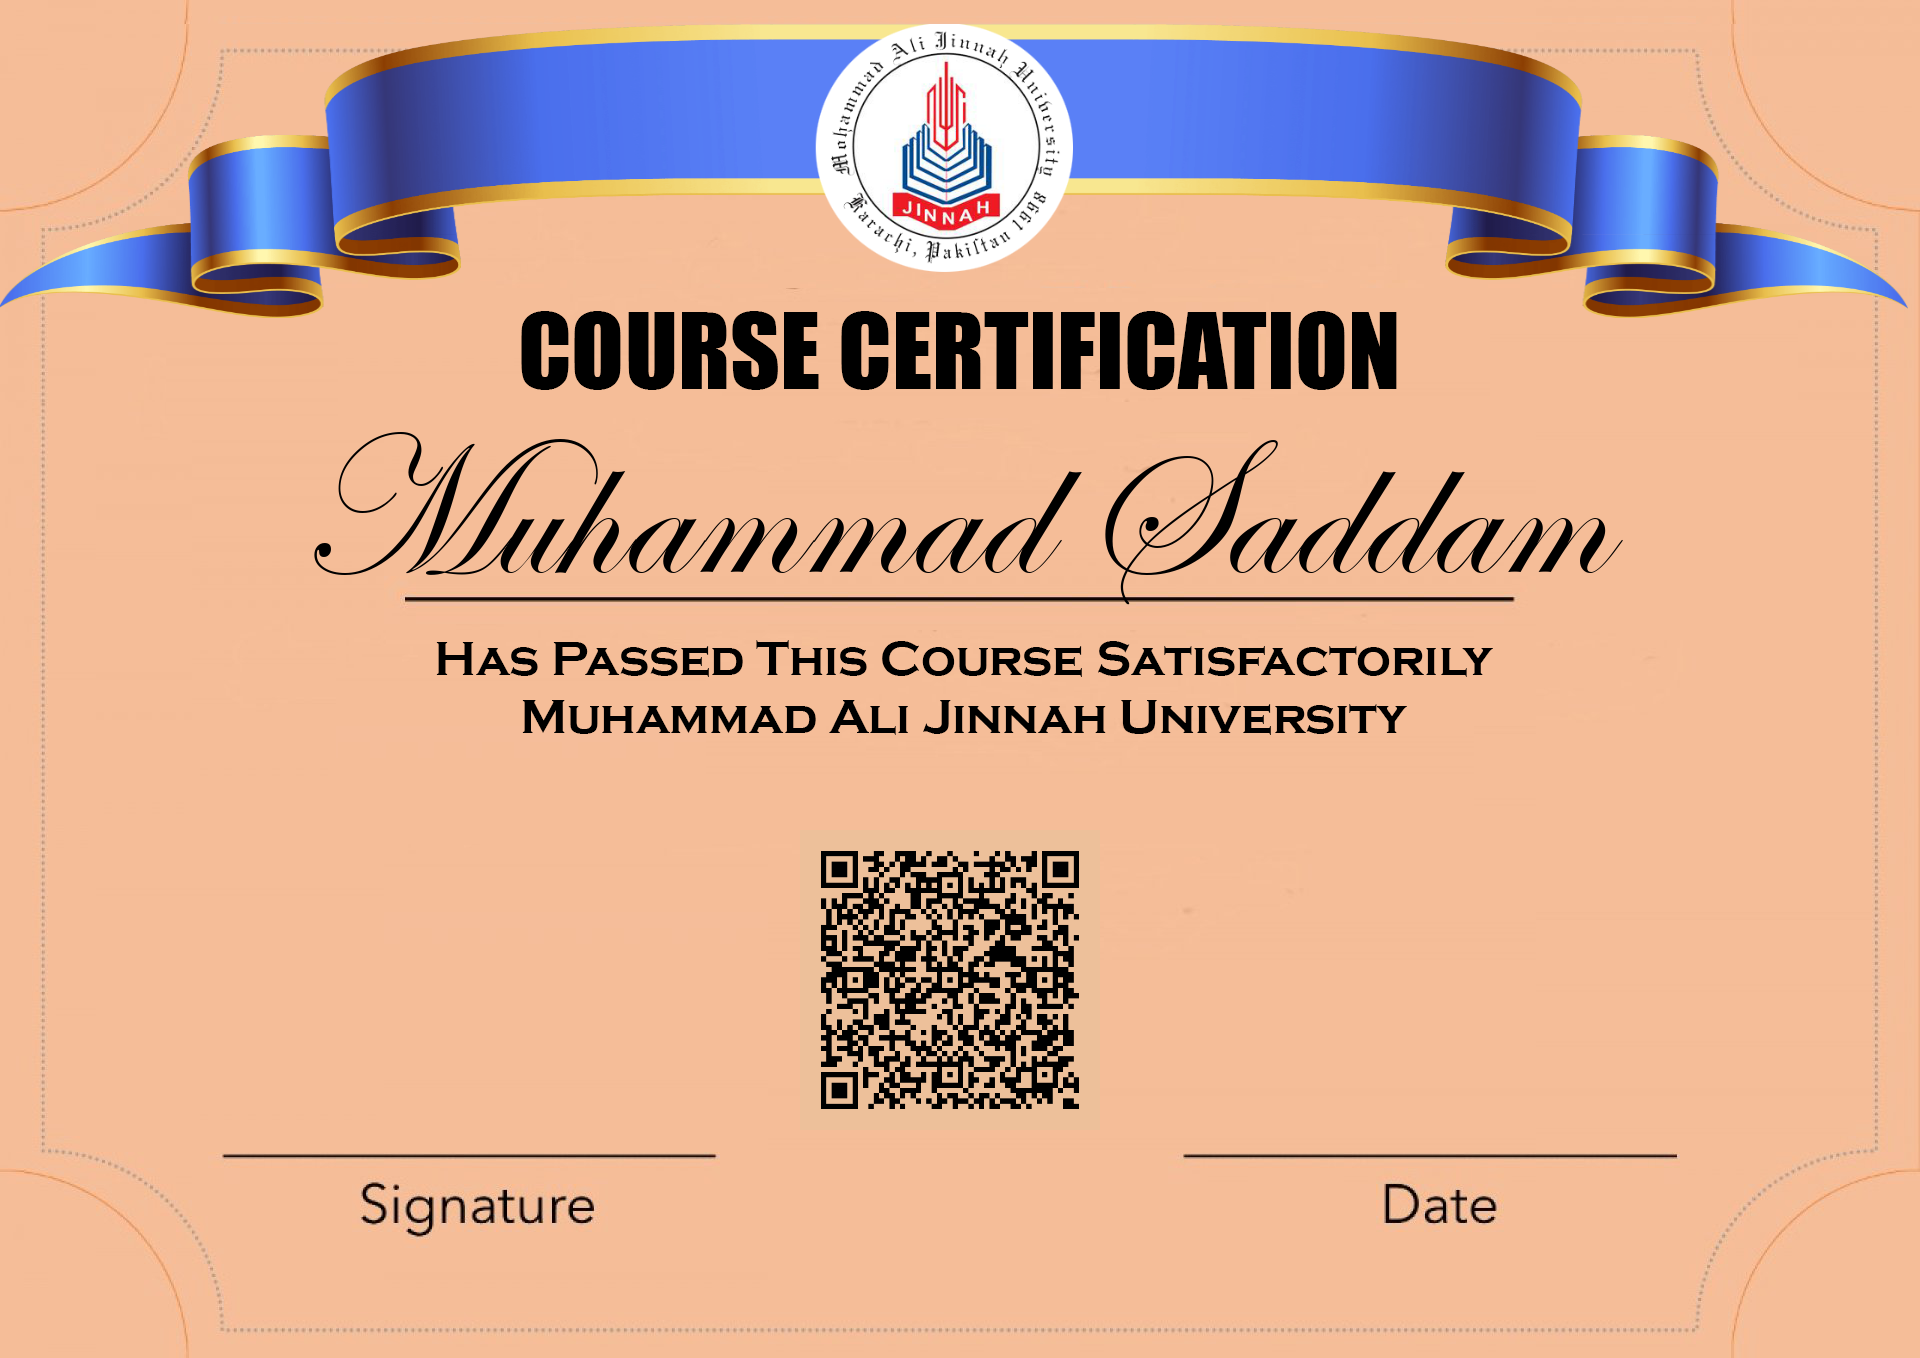 Mohammad Ali Jinnah University
JINNAH
Karachi, Pakistan 1998
COURSE CERTIFICATION
Muhammad Saddam
Has Passed This Course Satisfactorily
Muhammad Ali Jinnah University
Signature
Date